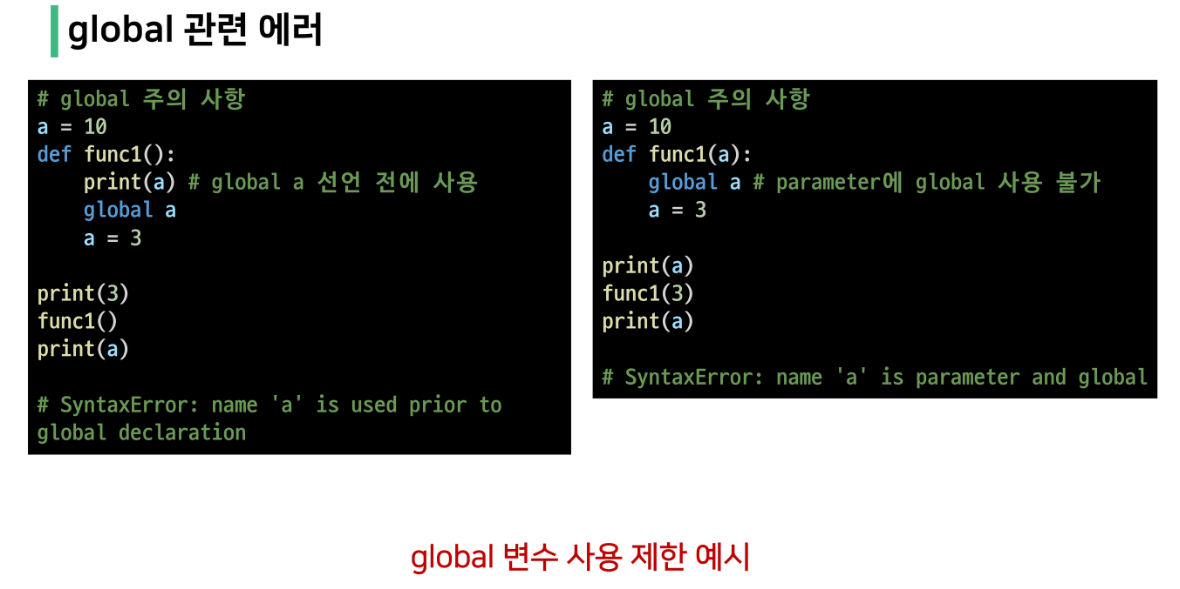 global 관련 에러
# global 주의 사항
a = 10
def func1():
    print(a) # global a 선언 전에 사용
    global a
    a = 3
print(3)
func1()
print(a)
# SyntaxError: name 'a' is used prior to
global declaration
# global 주의 사항
a = 10
def func1(a):
    global a # parameter에 global 사용 불가
    a = 3
print(a)
func1(3)
print(a)
# SyntaxError: name 'a' is parameter and global
global 변수 사용 제한 예시